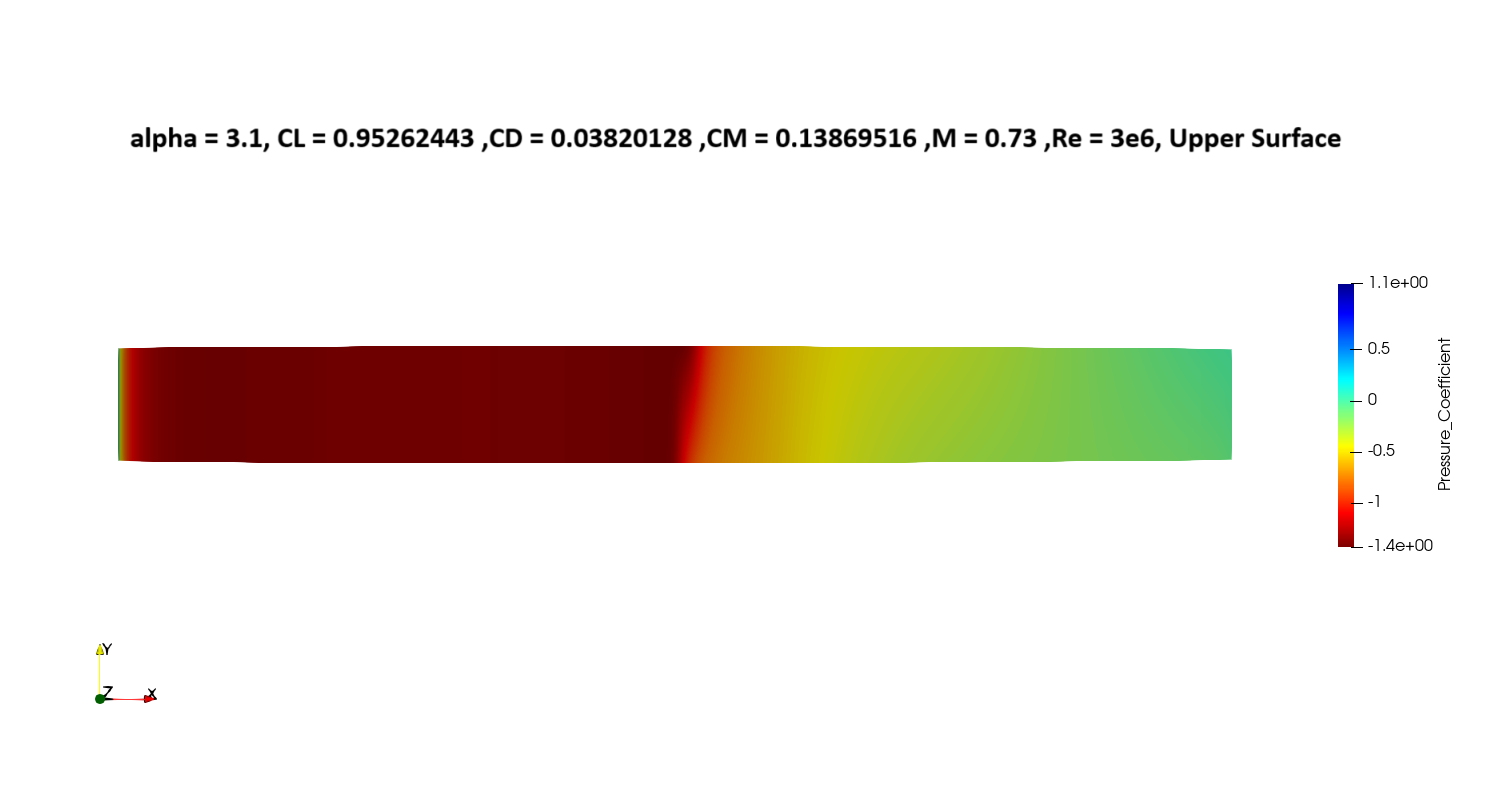 alpha = 3.1, CL = 0.95262443 ,CD = 0.03820128 ,CM = 0.13869516 ,M = 0.73 ,Re = 3e6, Upper Surface
1.1e+00
0.5
0
-0.5
-1
-1.4e+00
Pressure_Coefficient
Y
Z
X